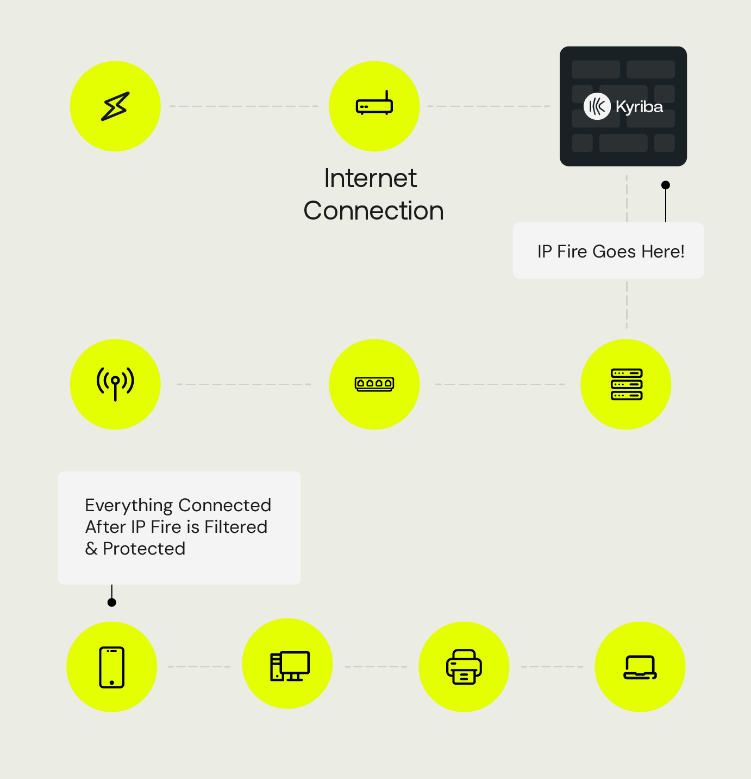 Kyriba
Internet
Connection
IP Fire Goes Here!
Everything Connected
After IP Fire is Filtered
& Protected